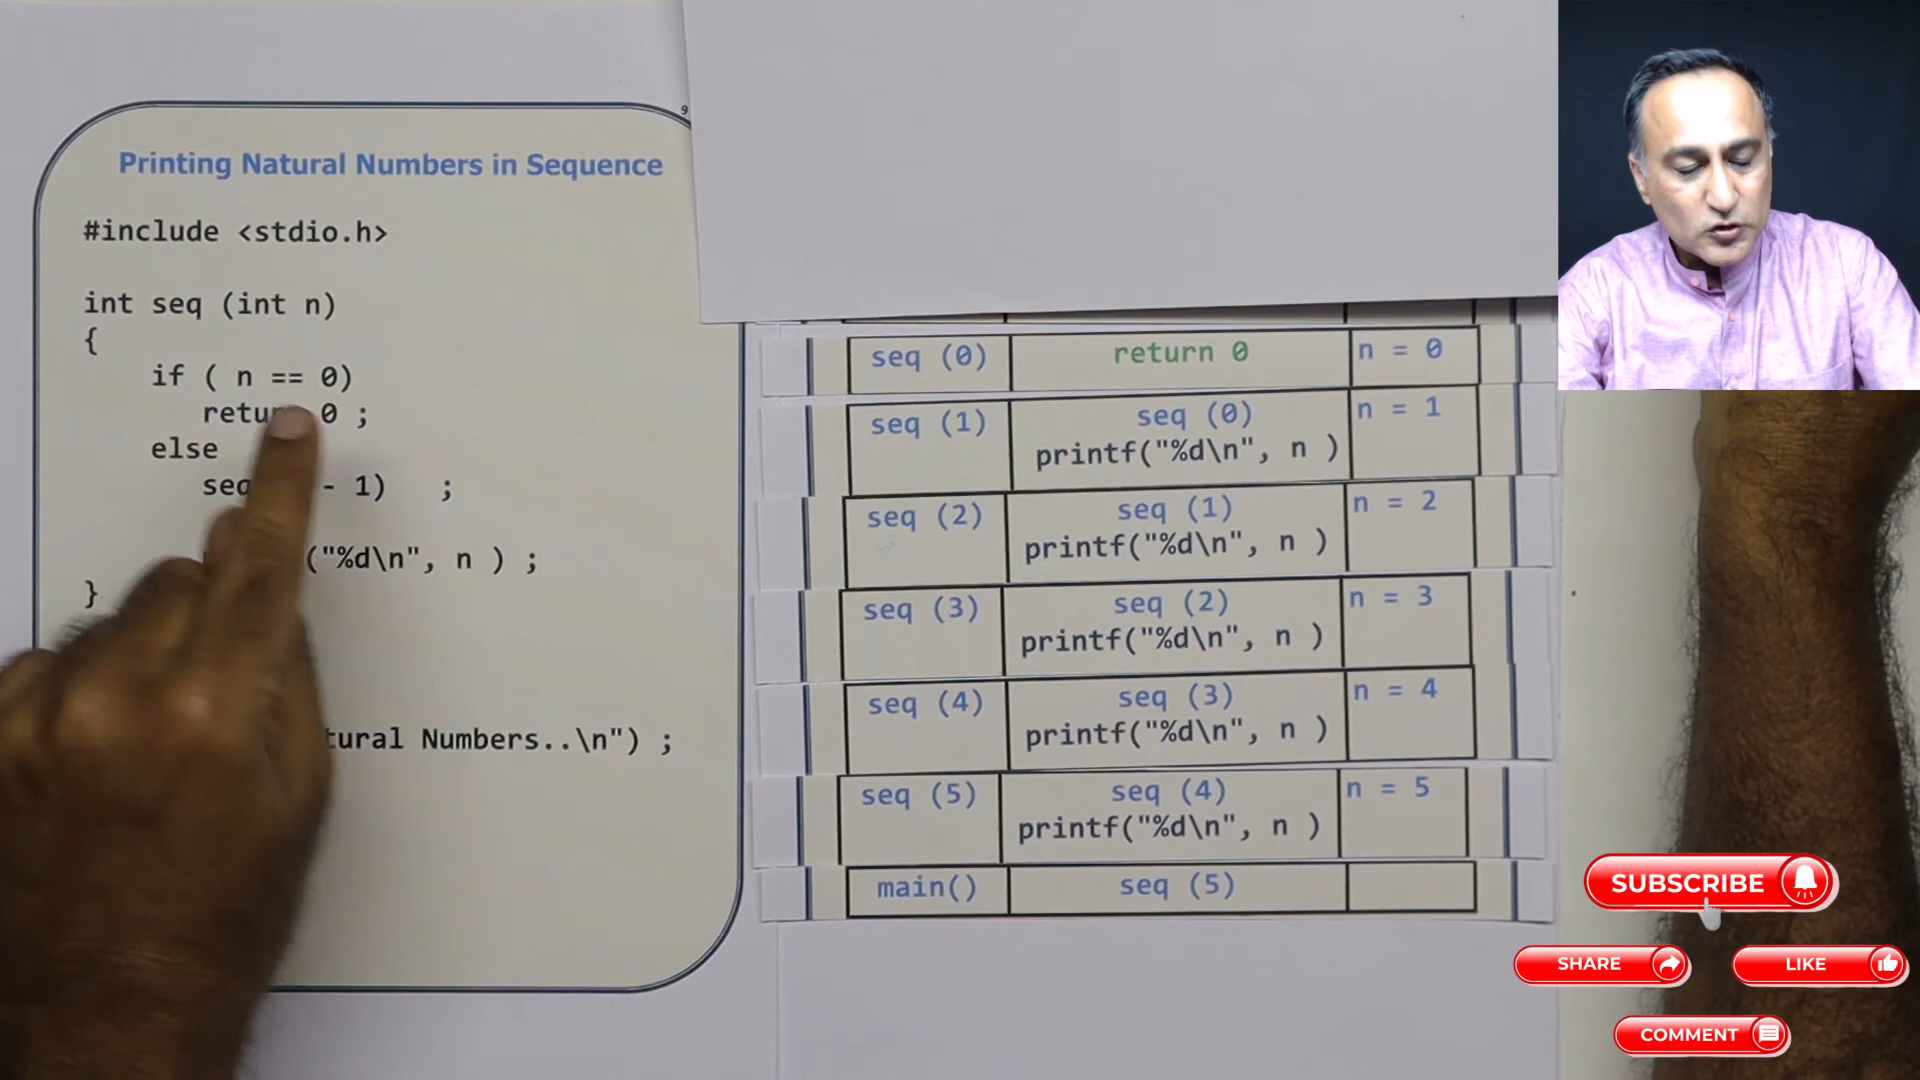 9
Printing Natural Numbers in Sequence
#include <stdio.h>
int seq (int n)
{
if ( n == 0)
0 ;
else
- 1) ;
("%d\n", n ) ;
}
Numbers..\n") ;
seq (0) return 0 n = 0
seq (1) seq (0) n = 1
printf("%d\n", n )
seq (2) seq (1) n = 2
printf("%d\n", n )
seq (3) seq (2) n = 3
printf("%d\n", n )
seq (4) seq (3) n = 4
printf("%d\n", n )
seq (5) seq (4) n = 5
printf("%d\n", n )
main() seq (5)
SUBSCRIBE
SHARE
LIKE
COMMENT